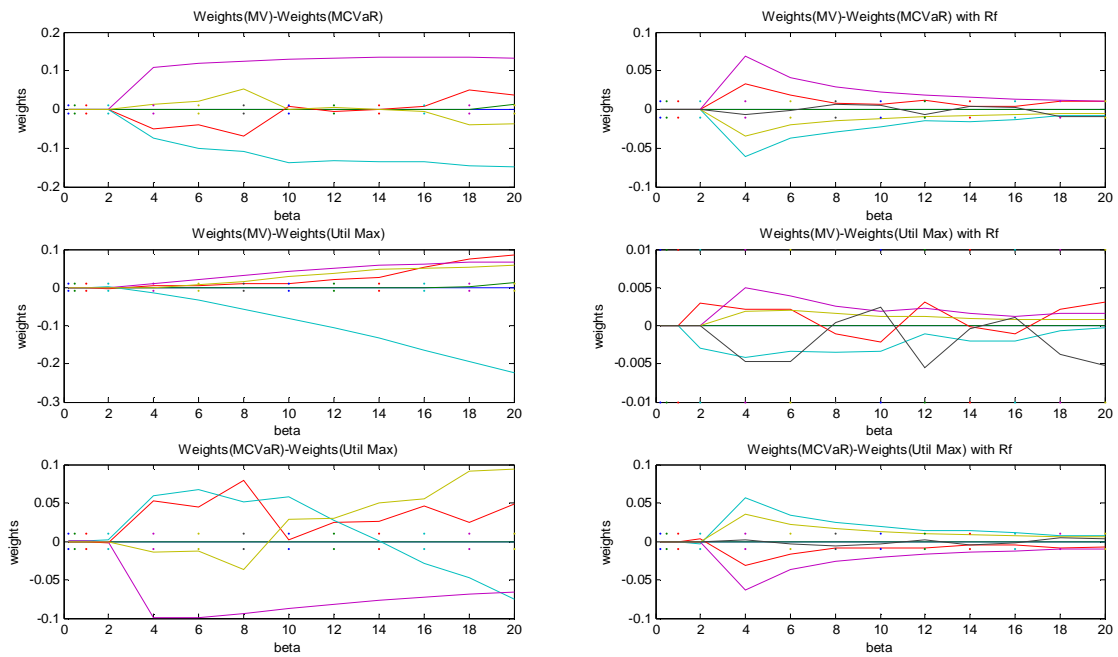 Weights(MV)-Weights(MCVaR)
weights
0.2
0.1
0
-0.1
-0.2
0 2 4 6 8 10 12 14 16 18 20
beta
Weights(MV)-Weights(MCVaR) with Rf
weights
0.1
0.05
0
-0.05
-0.1
0 2 4 6 8 10 12 14 16 18 20
beta
Weights(MV)-Weights(Util Max)
weights
0.1
0
-0.1
-0.2
-0.3
0 2 4 6 8 10 12 14 16 18 20
beta
Weights(MV)-Weights(Util Max) with Rf
weights
0.01
0.005
0
-0.005
-0.01
0 2 4 6 8 10 12 14 16 18 20
beta
Weights(MCVaR)-Weights(Util Max)
weights
0.1
0.05
0
-0.05
-0.1
0 2 4 6 8 10 12 14 16 18 20
beta
Weights(MCVaR)-Weights(Util Max) with Rf
weights
0.1
0.05
0
-0.05
-0.1
0 2 4 6 8 10 12 14 16 18 20
beta